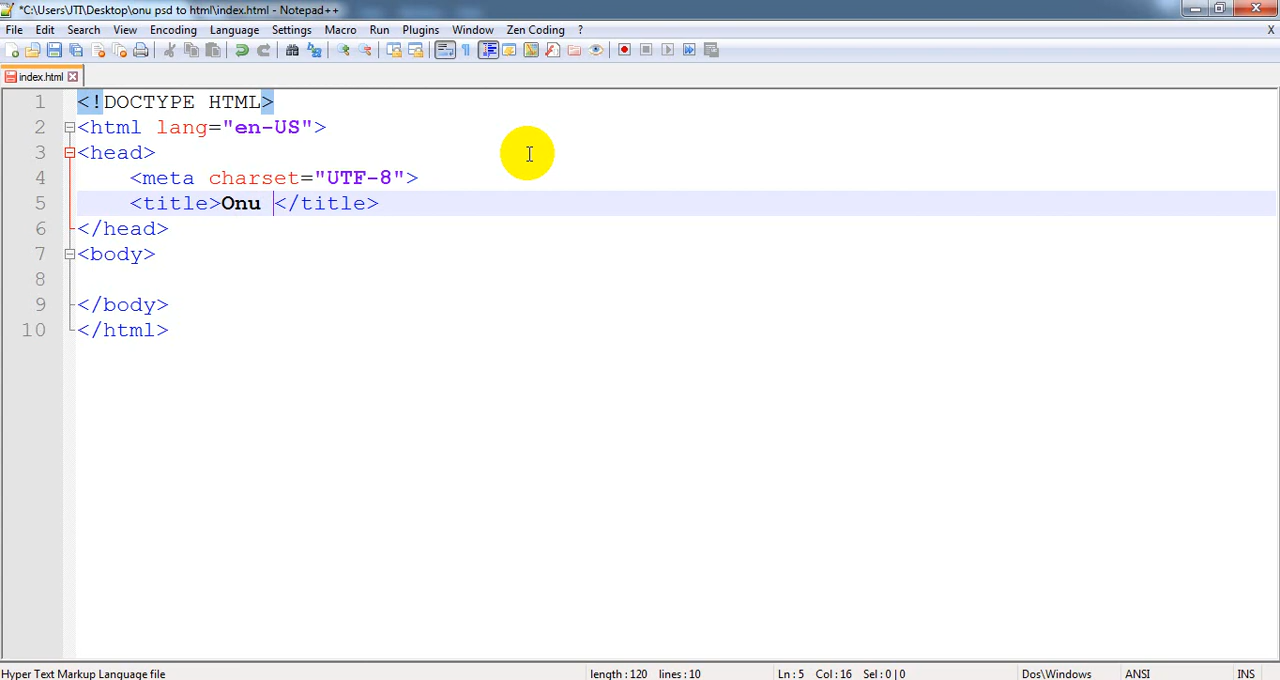 *C:\Users\JTI\Desktop\onu psd to html\index.html - Notepad++
File Edit Search View Encoding Language Settings Macro Run Plugins Window Zen Coding ? X
index.html
1 <!DOCTYPE HTML>
2 <html lang="en-US">
3 <head>
4 <meta charset="UTF-8">
5 <title>Onu </title>
6 </head>
7 <body>
8
9 </body>
10 </html>
Hyper Text Markup Language file length : 120 lines : 10 Ln : 5 Col : 16 Sel : 0 | 0 Dos\Windows ANSI INS